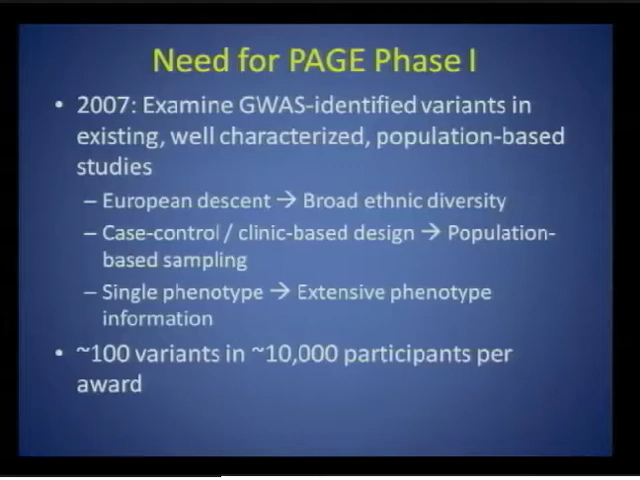 Need for PAGE Phase I
• 2007: Examine GWAS-identified variants in
existing, well characterized, population-based
studies
– European descent → Broad ethnic diversity
– Case-control / clinic-based design → Population-
based sampling
– Single phenotype → Extensive phenotype
information
• ~100 variants in ~10,000 participants per
award